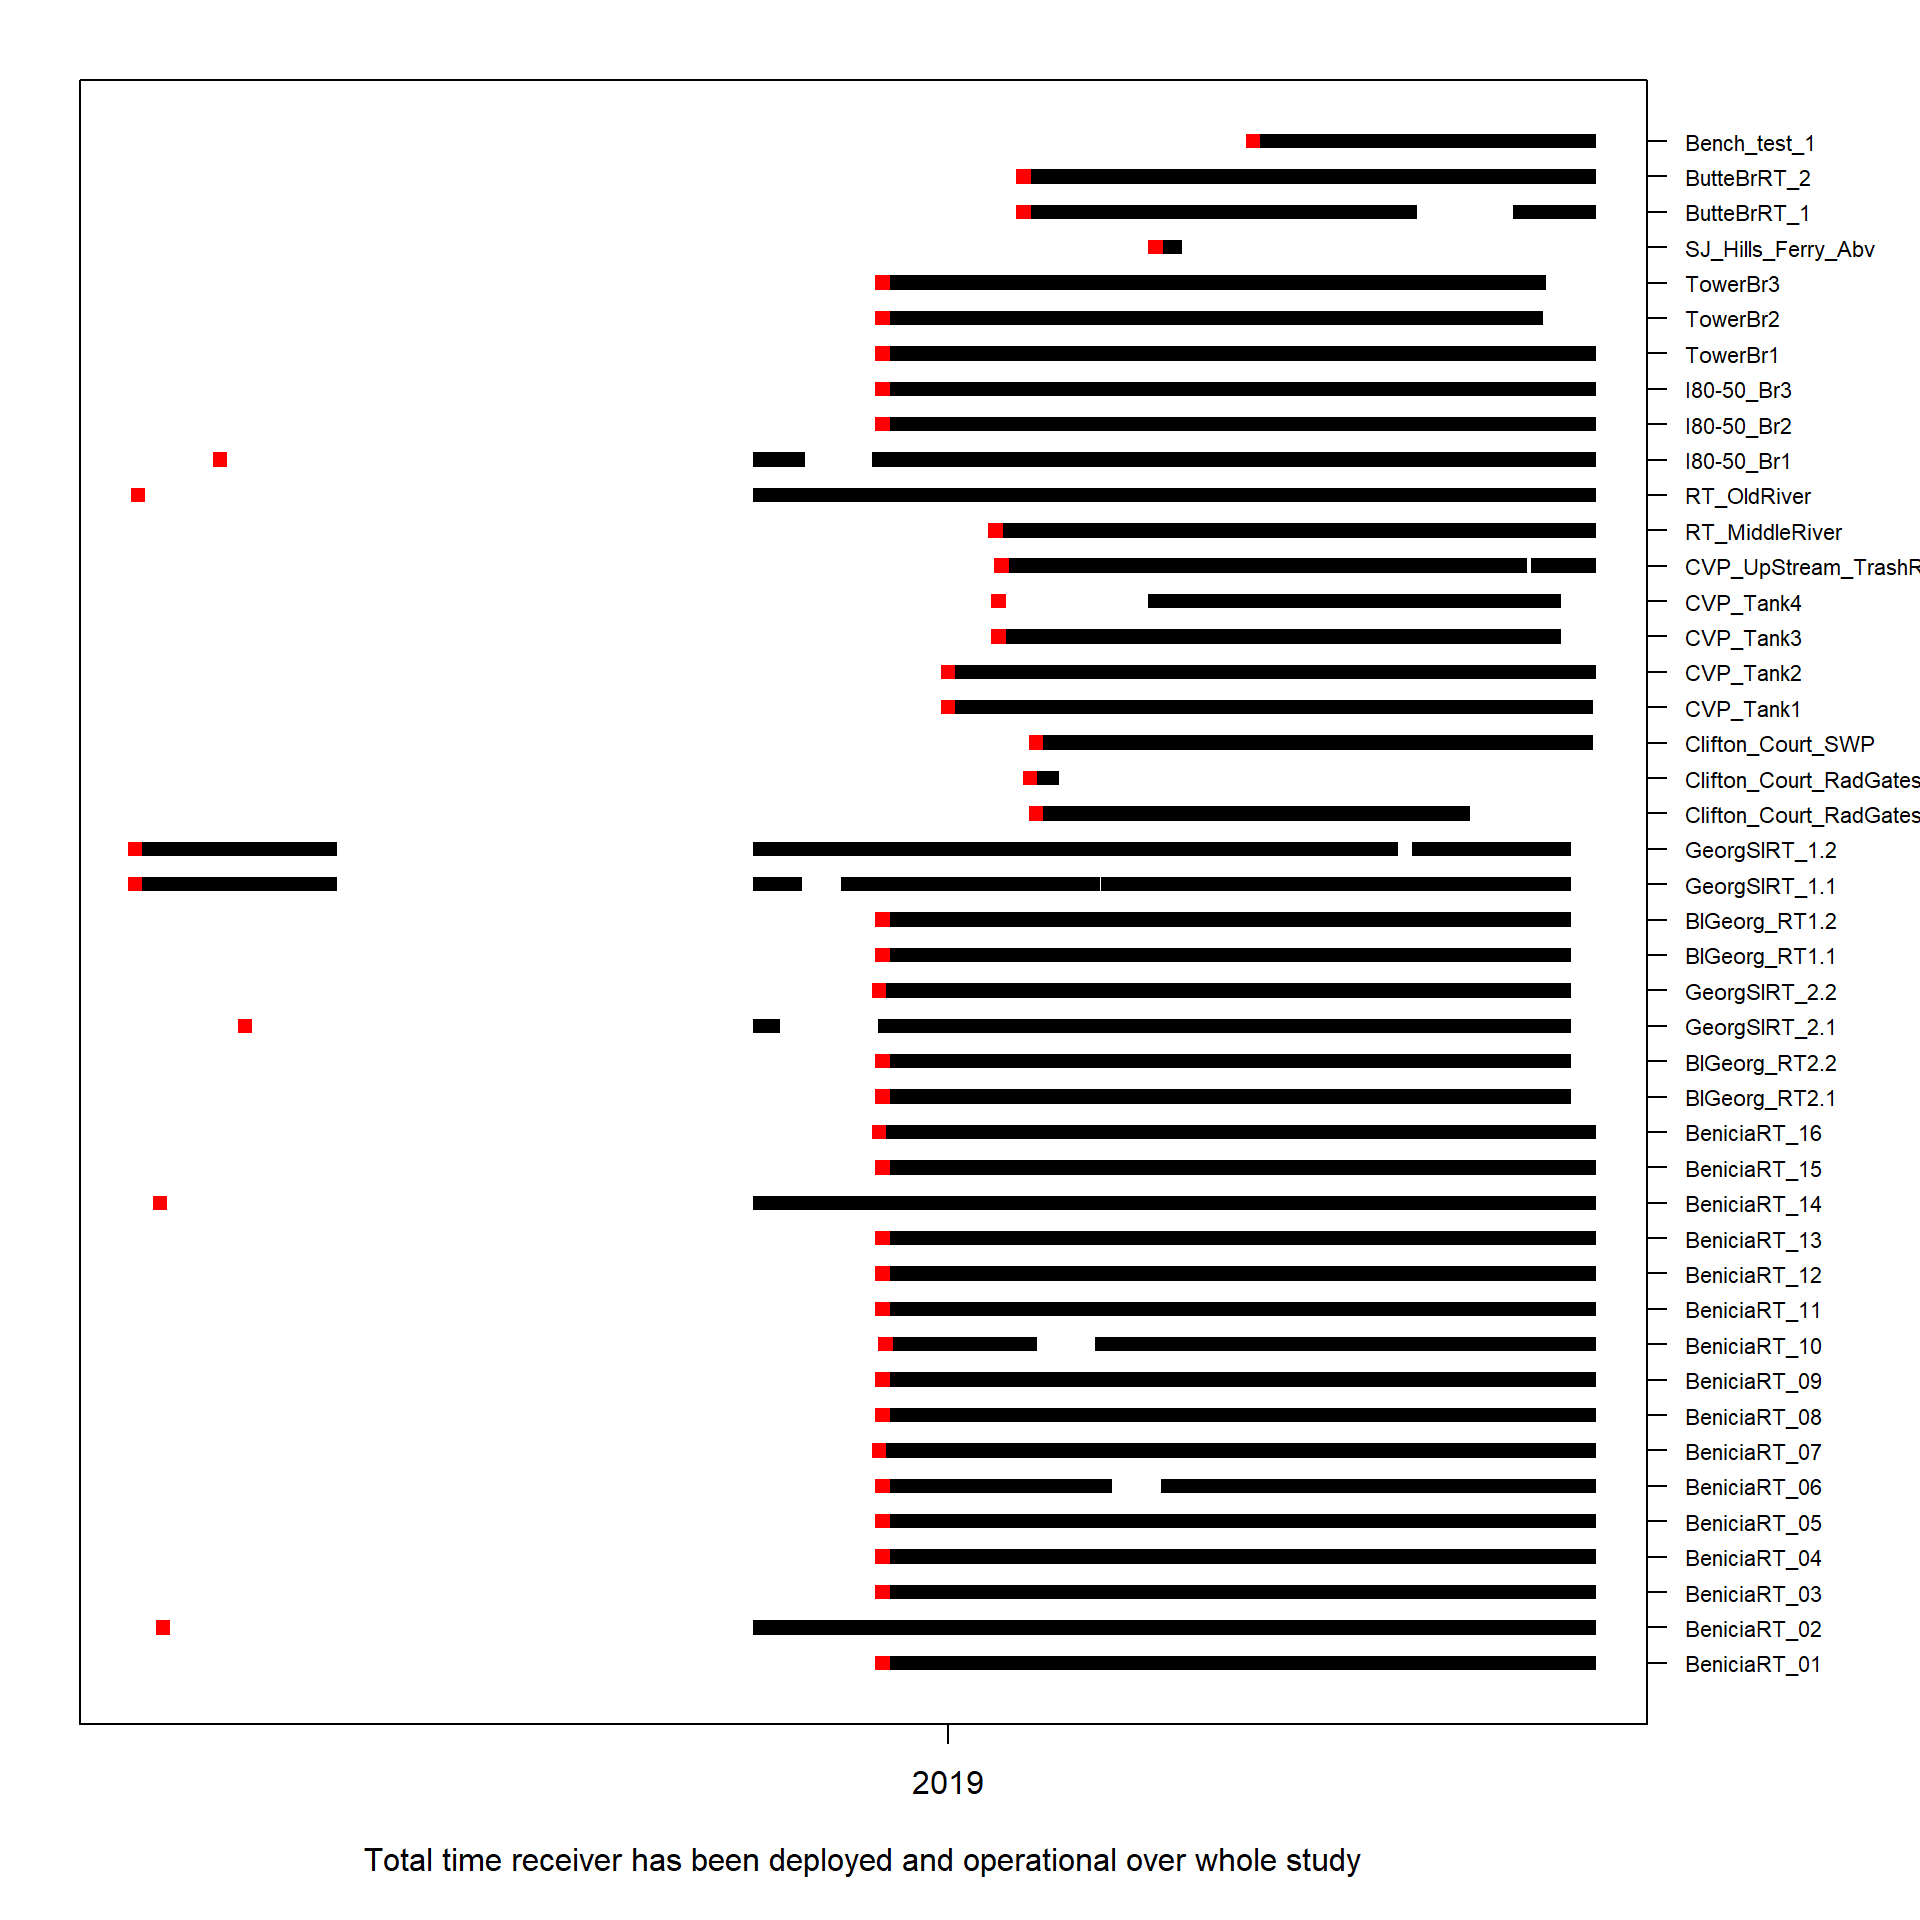 Bench_test_1
ButteBrRT_2
ButteBrRT_1
SJ_Hills_Ferry_Abv
TowerBr3
TowerBr2
TowerBr1
I80-50_Br3
I80-50_Br2
I80-50_Br1
RT_OldRiver
RT_MiddleRiver
CVP_UpStream_TrashR
CVP_Tank4
CVP_Tank3
CVP_Tank2
CVP_Tank1
Clifton_Court_SWP
Clifton_Court_RadGates
Clifton_Court_RadGates
GeorgSlRT_1.2
GeorgSlRT_1.1
BlGeorg_RT1.2
BlGeorg_RT1.1
GeorgSlRT_2.2
GeorgSlRT_2.1
BlGeorg_RT2.2
BlGeorg_RT2.1
BeniciaRT_16
BeniciaRT_15
BeniciaRT_14
BeniciaRT_13
BeniciaRT_12
BeniciaRT_11
BeniciaRT_10
BeniciaRT_09
BeniciaRT_08
BeniciaRT_07
BeniciaRT_06
BeniciaRT_05
BeniciaRT_04
BeniciaRT_03
BeniciaRT_02
BeniciaRT_01
2019
Total time receiver has been deployed and operational over whole study